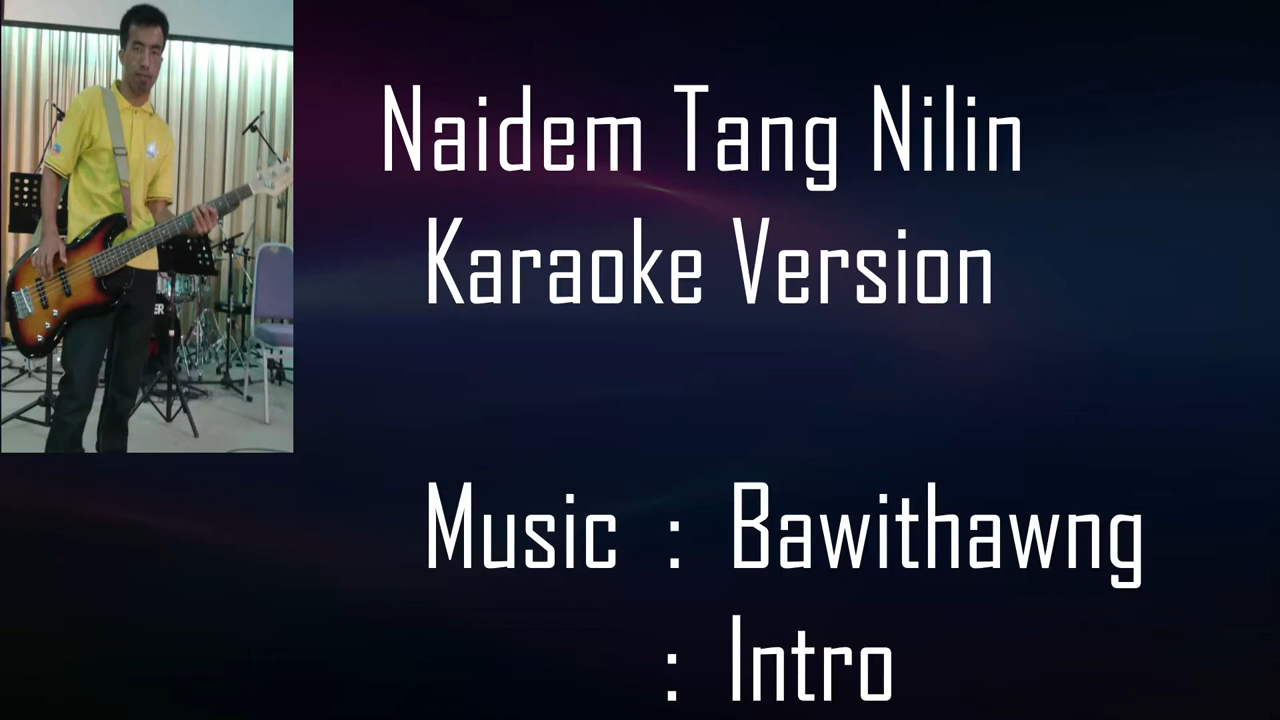 Naidem Tang Nilin
Karaoke Version
Music : Bawithawng
: Intro